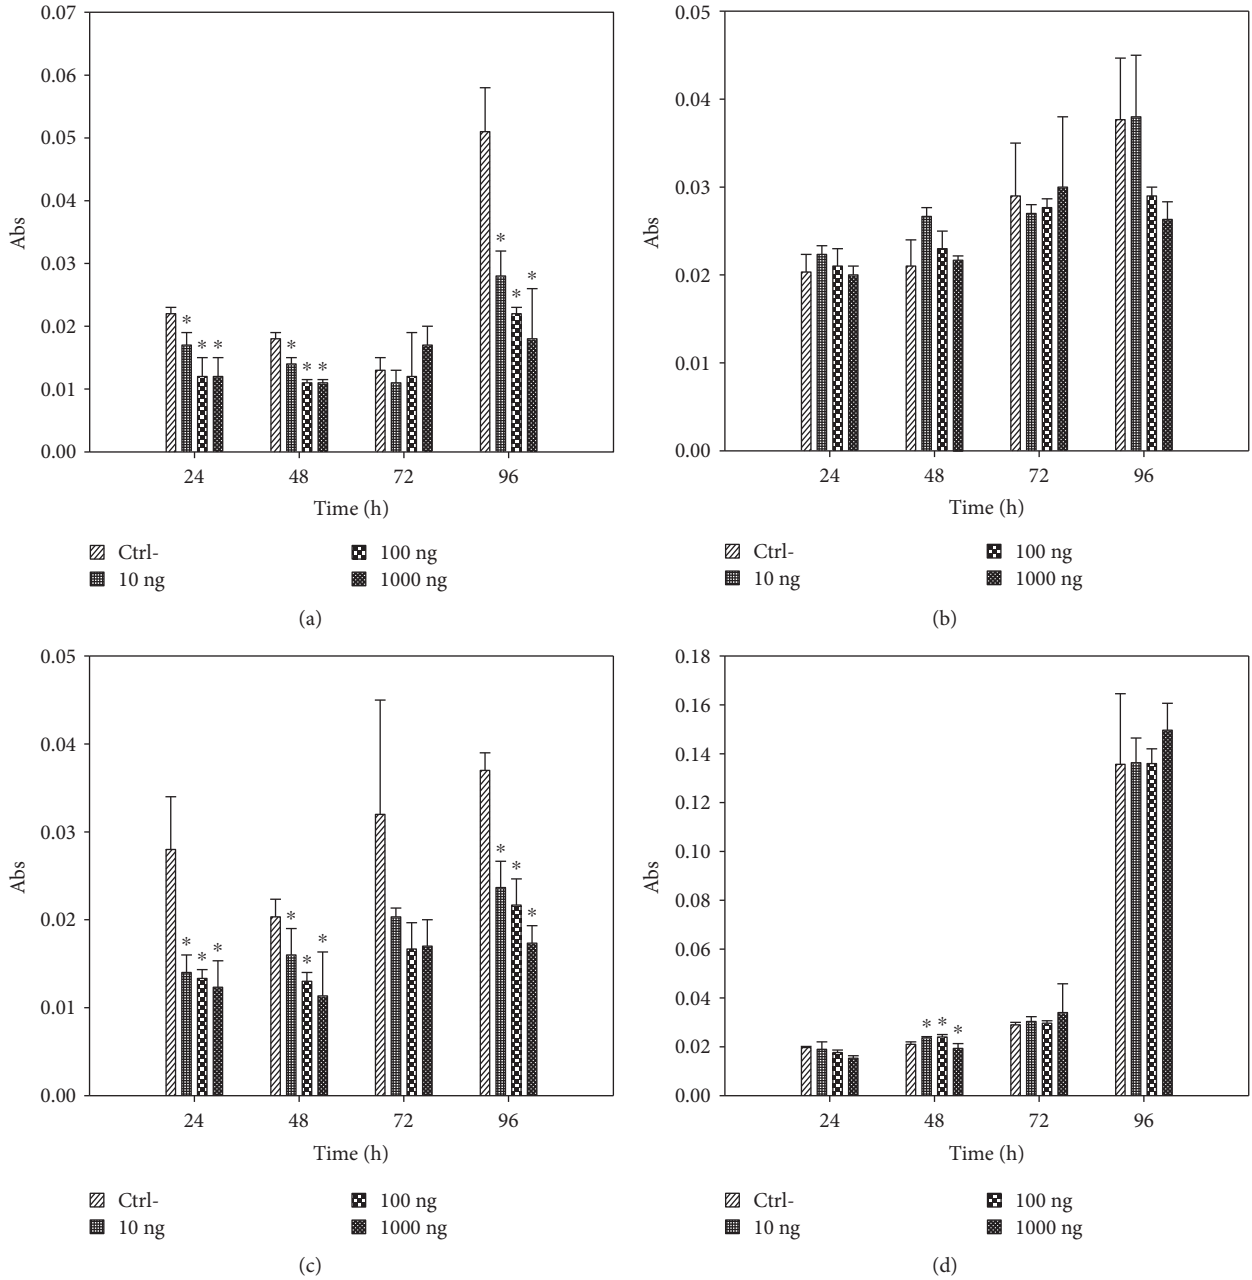 0.07
0.06
0.05
0.04
0.03
0.02
0.01
0.00
Abs
* * *
* * *
* * *
24 48 72 96
Time (h)
Ctrl-
10 ng
100 ng
1000 ng
(a)
0.05
0.04
0.03
0.02
0.01
0.00
Abs
24 48 72 96
Time (h)
Ctrl-
10 ng
100 ng
1000 ng
(b)
0.05
0.04
0.03
0.02
0.01
0.00
Abs
* * *
* * *
* * *
24 48 72 96
Time (h)
Ctrl-
10 ng
100 ng
1000 ng
(c)
0.18
0.16
0.14
0.12
0.10
0.08
0.06
0.04
0.02
0.00
Abs
* * *
24 48 72 96
Time (h)
Ctrl-
10 ng
100 ng
1000 ng
(d)